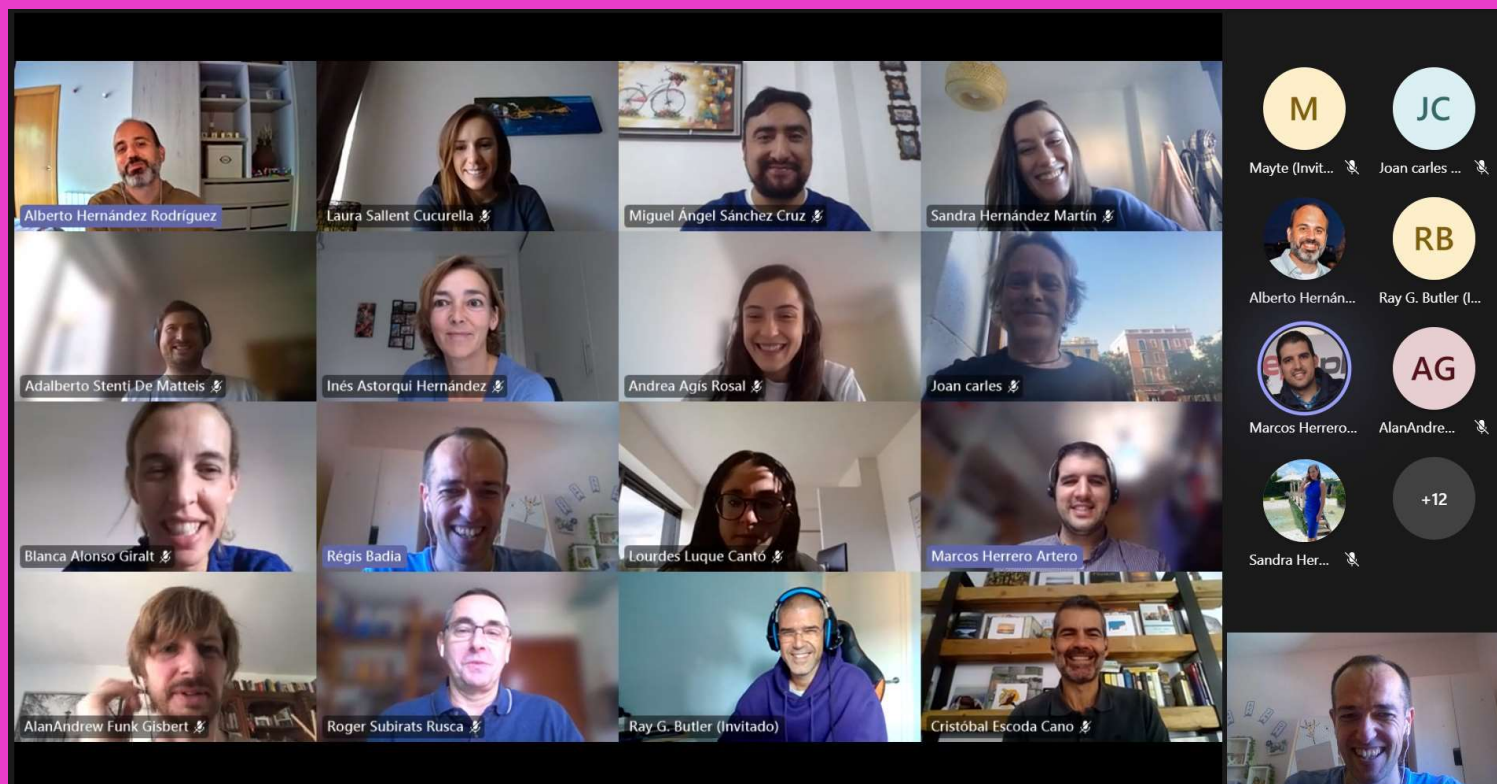 Alberto Hernández Rodríguez
Laura Sallent Cucurella
Miguel Ángel Sánchez Cruz
Sandra Hernández Martín
Adalberto Stenti De Matteis
Inés Astorqui Hernández
Andrea Agís Rosal
Joan carles
Blanca Alonso Giralt
Régis Badía
Lourdes Luque Cantó
Marcos Herrero Artero
AlanAndrew Funk Gisbert
Roger Subirats Rusca
Ray G. Butler (Invitado)
Cristóbal Escoda Cano
M
JC
Mayte (Invit...
Joan carles ...
RB
Alberto Hernán...
Ray G. Butler (I...
AG
Marcos Herrero...
AlanAndre...
+12
Sandra Her...